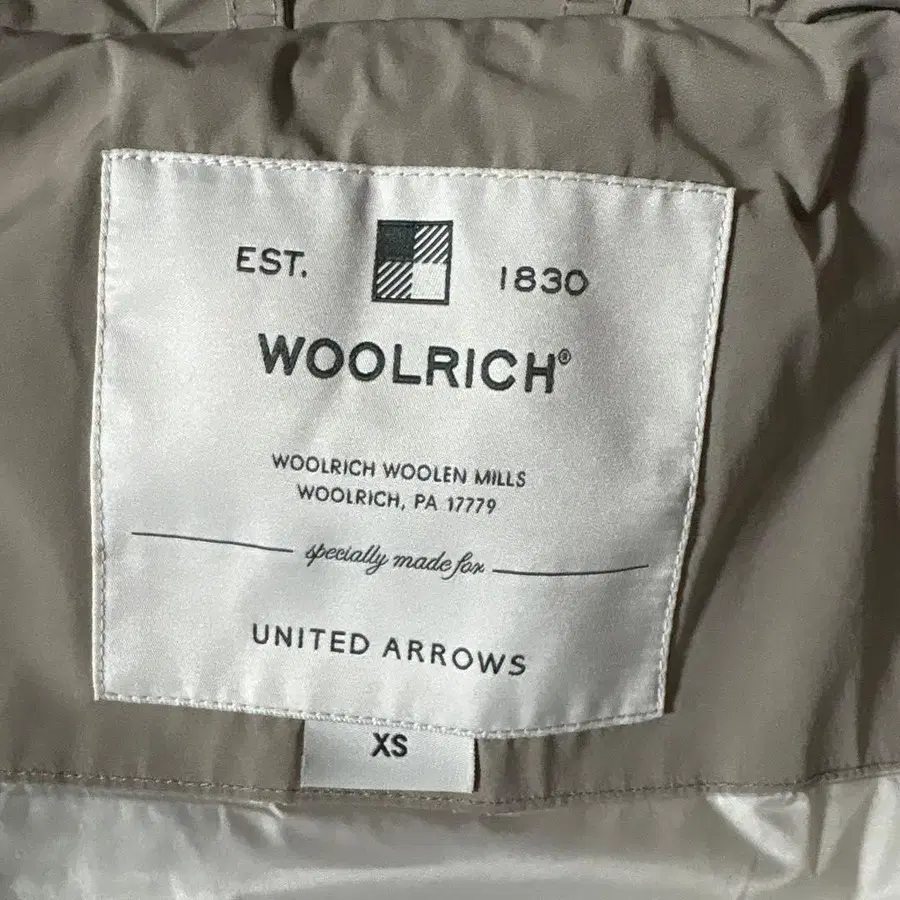 EST. 1830
WOOLRICH®
WOOLRICH WOOLEN MILLS
WOOLRICH, PA 17779
specially made for
UNITED ARROWS
XS